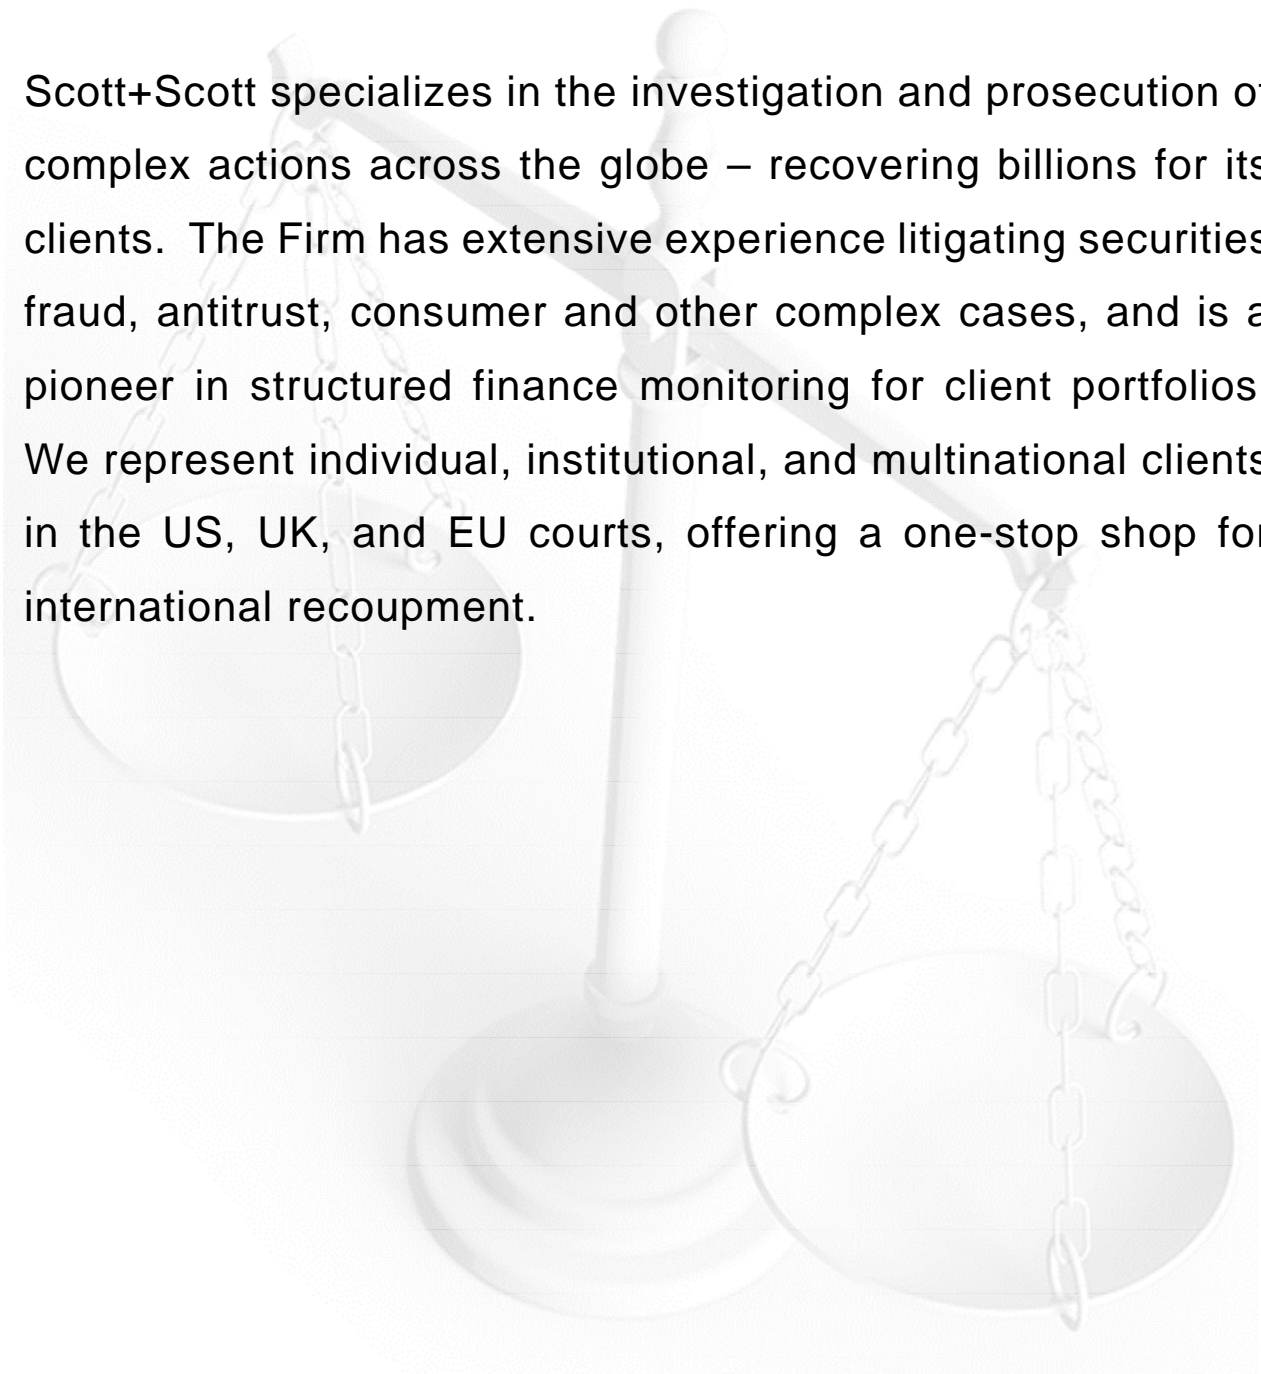 Scott+Scott specializes in the investigation and prosecution of
complex actions across the globe – recovering billions for its
clients.  The Firm has extensive experience litigating securities
fraud, antitrust, consumer and other complex cases, and is a
pioneer in structured finance monitoring for client portfolios.
We represent individual, institutional, and multinational clients
in the US, UK, and EU courts, offering a one-stop shop for
international recoupment.